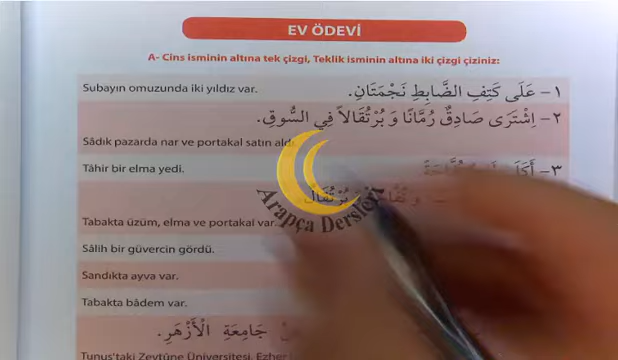 EV ÖDEVİ
A- Cins isminin altına tek çizgi, Teklik isminin altına iki çizgi çiziniz:
١- عَلَى كَتِفِ الضَّابِطِ نَجْمَتَانِ.
Subayın omuzunda iki yıldız var.
٢- اِشْتَرَى صَادِقٌ رُمَّانًا وَ بُرْتُقَالاً فِي السُّوقِ.
Sâdık pazarda nar ve portakal satın aldı.
٣- أَكَلَ
Tâhir bir elma yedi.
بُرْتُقَال
Arapça Dersleri
Tabakta üzüm, elma ve portakal var.
Sâlih bir güvercin gördü.
Sandıkta ayva var.
Tabakta bâdem var.
جَامِعَةِ الْأَزْهَرِ.
Tunus'taki Zeytûne Üniversitesi, Ezher